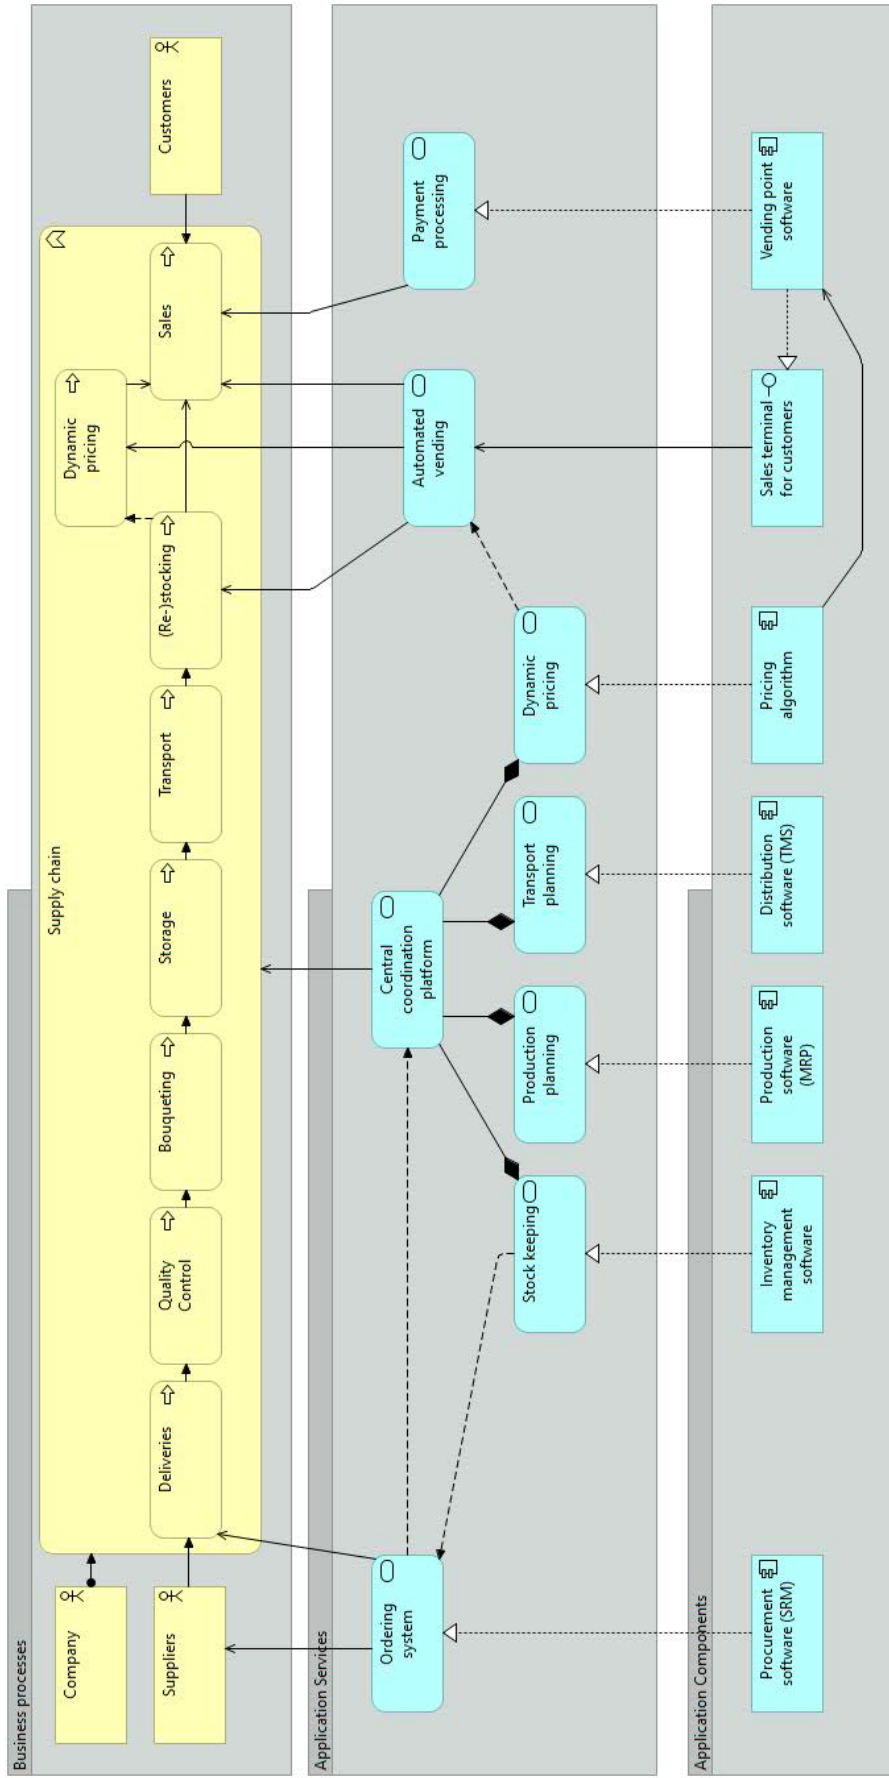 Business processes
Company
Suppliers
Supply chain
Deliveries
Quality
Control
Bouqueting
Storage
Transport
(Re-)stocking
Dynamic
pricing
Sales
Customers
Application Services
Ordering
system
Central
coordination
platform
Stock keeping
Production
planning
Transport
planning
Dynamic
pricing
Automated
vending
Payment
processing
Application Components
Procurement
software (SRM)
Inventory
management
software
Production
software
(MRP)
Distribution
software (TMS)
Pricing
algorithm
Sales terminal
for customers
Vending point
software